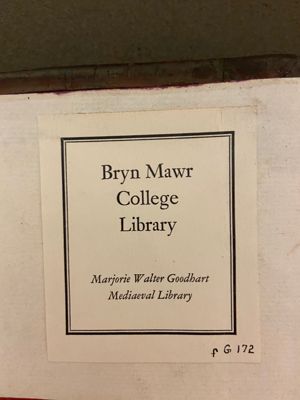 Bryn Mawr
College
Library
Marjorie Walter Goodhart
Mediaeval Library
f G 172